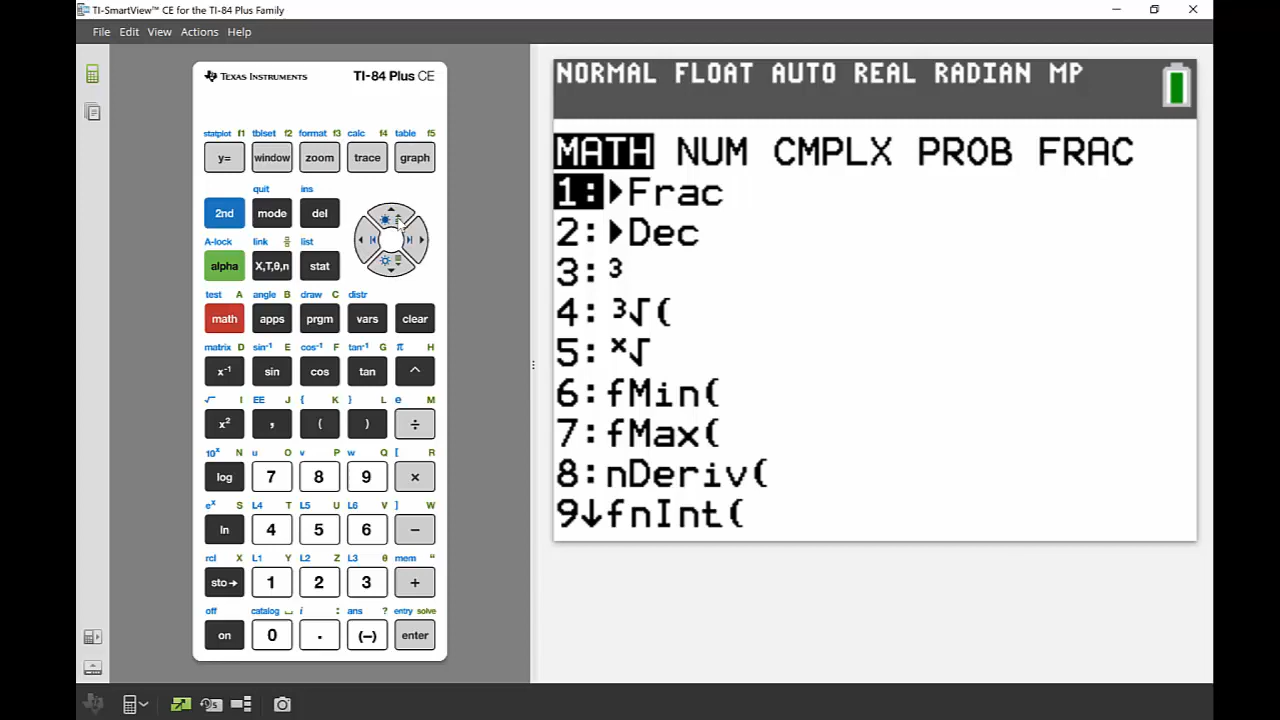 TI-SmartView™ CE for the TI-84 Plus Family
File Edit View Actions Help
TEXAS INSTRUMENTS TI-84 Plus CE
statplot f1 tblset f2 format f3 calc f4 table f5
y= window zoom trace graph
quit ins
2nd mode del
A-lock link list
alpha X,T,θ,n stat
test A angle B draw C distr
math apps prgm vars clear
matrix D sin⁻¹ E cos⁻¹ F tan⁻¹ G π H
x⁻¹ sin cos tan ^
√ I EE J { K } L e M
x² , ( ) ÷
10ˣ N u O v P w Q [ R
log 7 8 9 ×
eˣ S L4 T L5 U L6 V ] W
ln 4 5 6 −
rcl X L1 Y L2 Z L3 θ mem "
sto→ 1 2 3 +
off catalog ⎵ i : ans ? entry solve
on 0 . (−) enter
NORMAL FLOAT AUTO REAL RADIAN MP
MATH NUM CMPLX PROB FRAC
1:▸Frac
2:▸Dec
3:³
4:³√(
5:ˣ√
6:fMin(
7:fMax(
8:nDeriv(
9↓fnInt(